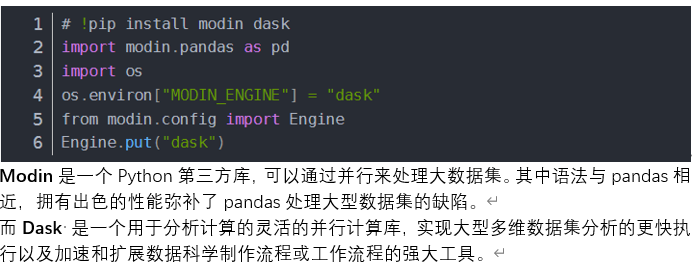 1 # !pip install modin dask
2 import modin.pandas as pd
3 import os
4 os.environ["MODIN_ENGINE"] = "dask"
5 from modin.config import Engine
6 Engine.put("dask")
Modin 是一个 Python 第三方库，可以通过并行来处理大数据集。其中语法与 pandas 相
近，拥有出色的性能弥补了 pandas 处理大型数据集的缺陷。
而 Dask 是一个用于分析计算的灵活的并行计算库，实现大型多维数据集分析的更快执
行以及加速和扩展数据科学制作流程或工作流程的强大工具。